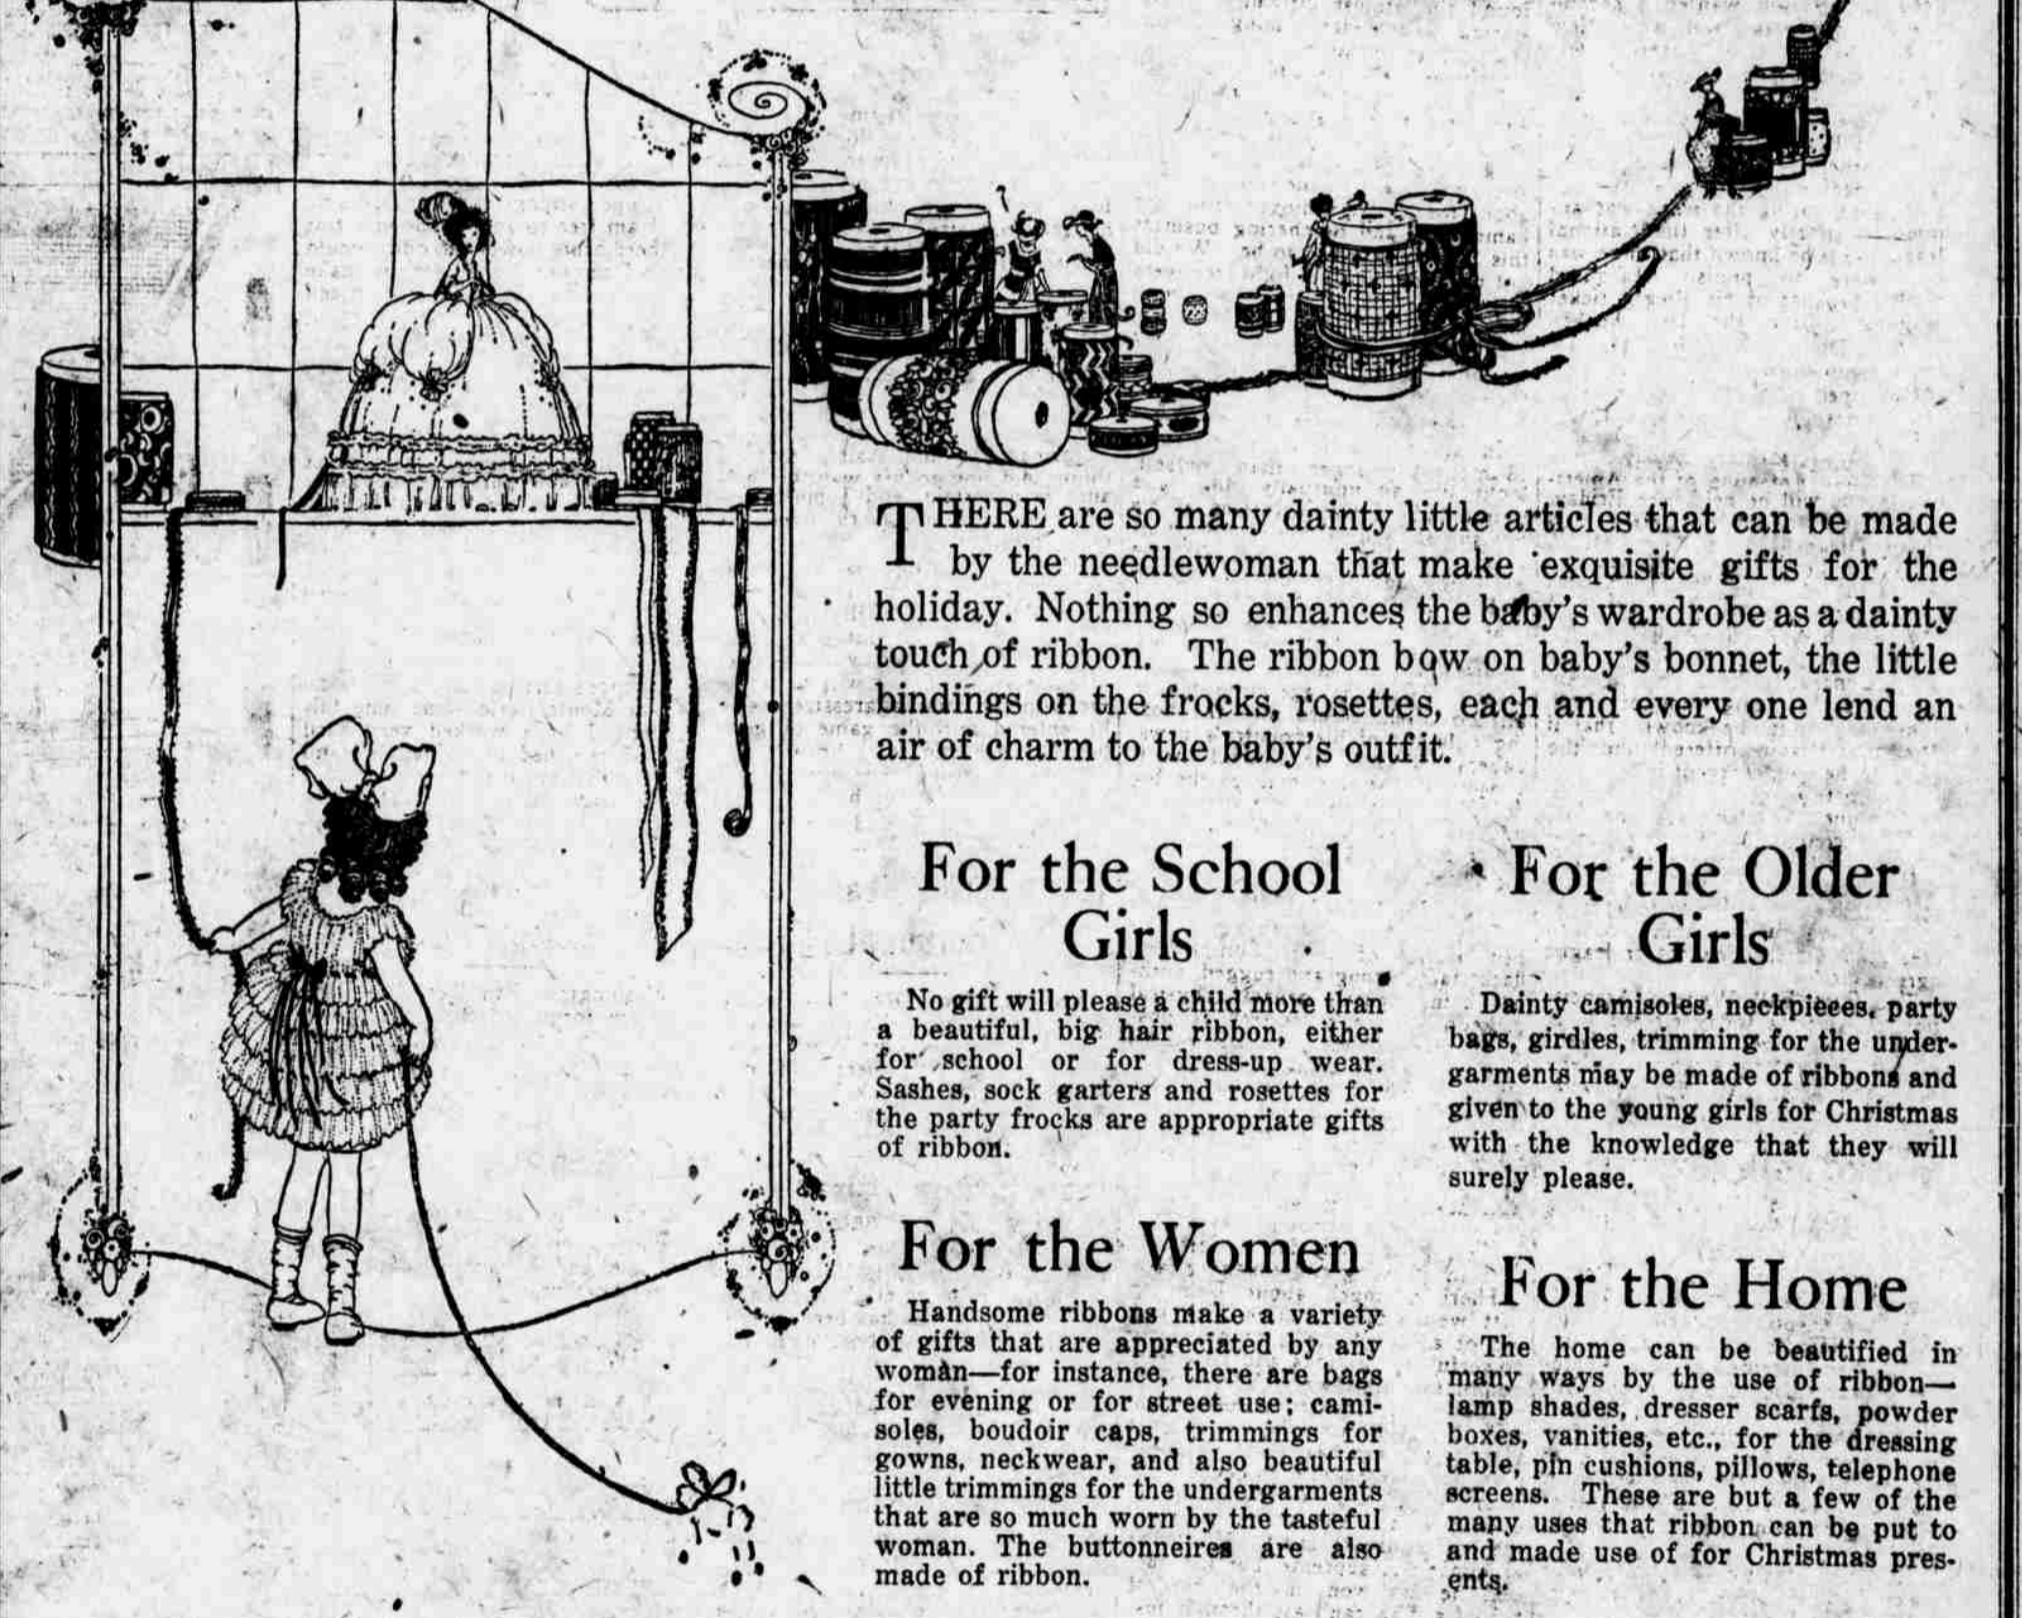 THERE are so many dainty little articles that can be made
by the needlewoman that make exquisite gifts for the
holiday. Nothing so enhances the baby's wardrobe as a dainty
touch of ribbon. The ribbon bow on baby's bonnet, the little
bindings on the frocks, rosettes, each and every one lend an
air of charm to the baby's outfit.
For the School
Girls
No gift will please a child more than
a beautiful, big hair ribbon, either
for school or for dress-up wear.
Sashes, sock garters and rosettes for
the party frocks are appropriate gifts
of ribbon.
For the Women
Handsome ribbons make a variety
of gifts that are appreciated by any
woman—for instance, there are bags
for evening or for street use; cami-
soles, boudoir caps, trimmings for
gowns, neckwear, and also beautiful
little trimmings for the undergarments
that are so much worn by the tasteful
woman. The buttonneires are also
made of ribbon.
For the Older
Girls
Dainty camisoles, neckpieces, party
bags, girdles, trimming for the under-
garments may be made of ribbons and
given to the young girls for Christmas
with the knowledge that they will
surely please.
For the Home
The home can be beautified in
many ways by the use of ribbon—
lamp shades, dresser scarfs, powder
boxes, vanities, etc., for the dressing
table, pin cushions, pillows, telephone
screens. These are but a few of the
many uses that ribbon can be put to
and made use of for Christmas pres-
ents.